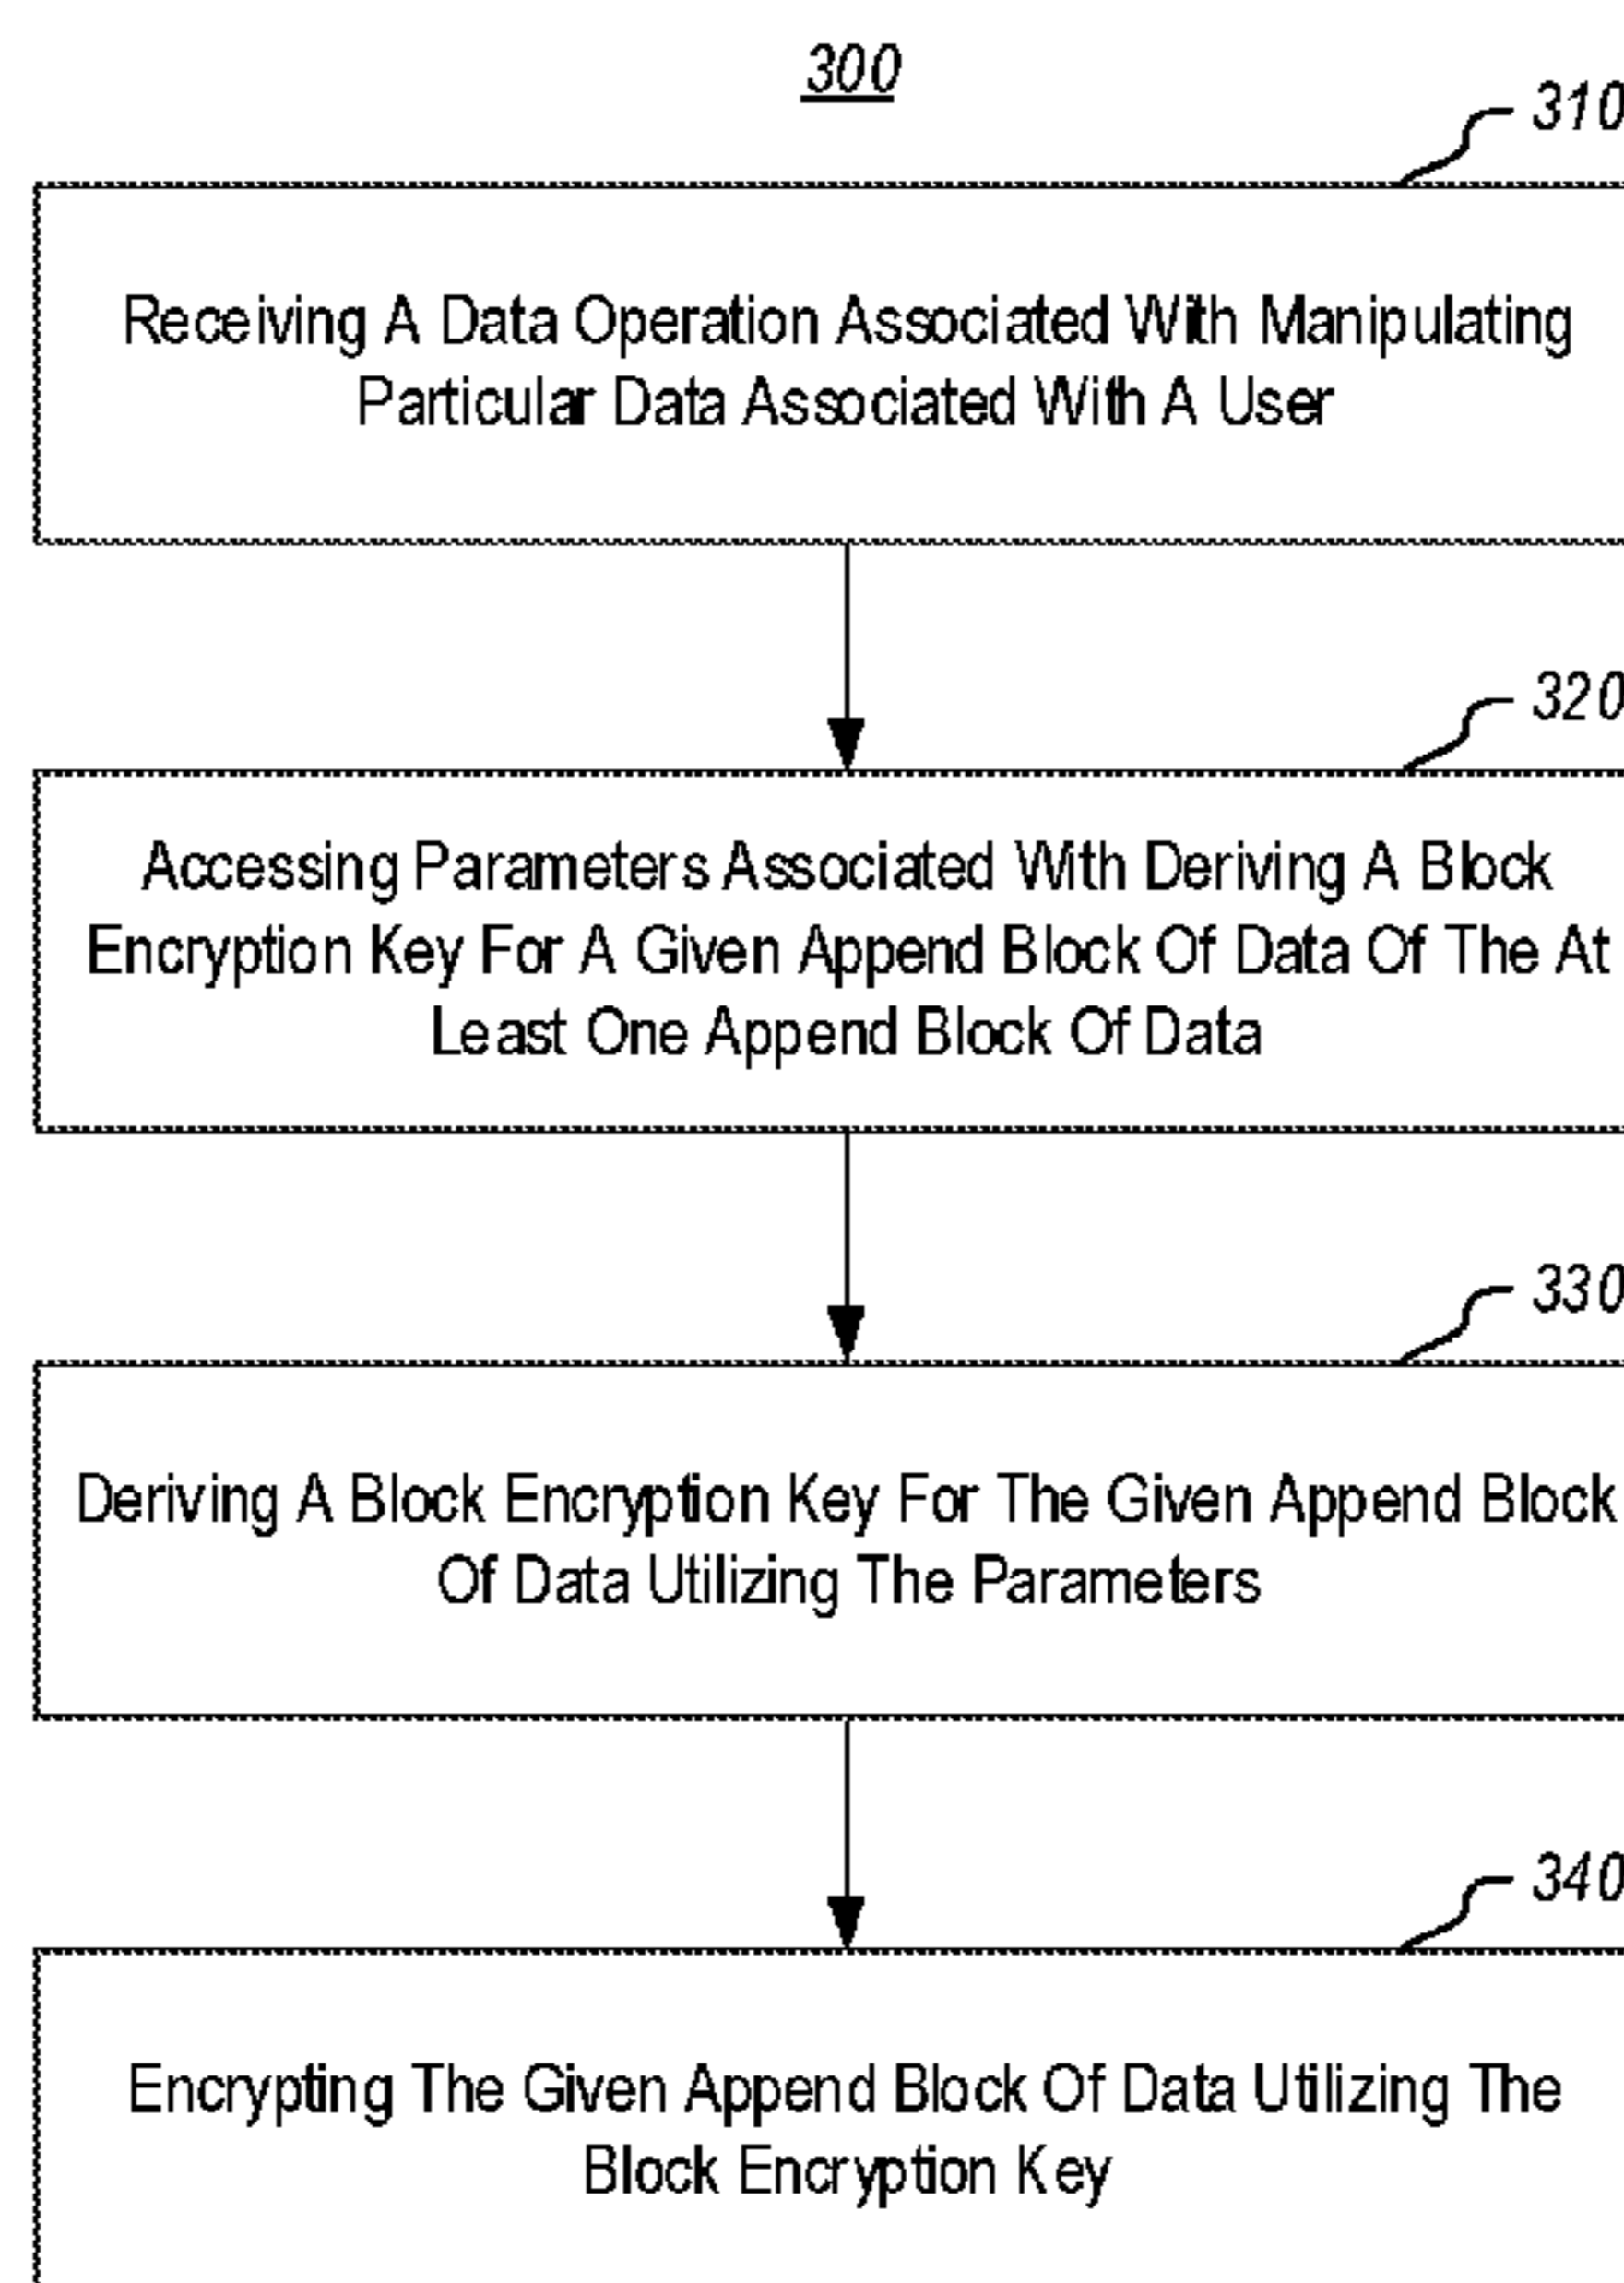 300
310
Receiving A Data Operation Associated With Manipulating
Particular Data Associated With A User
320
Accessing Parameters Associated With Deriving A Block
Encryption Key For A Given Append Block Of Data Of The At
Least One Append Block Of Data
330
Deriving A Block Encryption Key For The Given Append Block
Of Data Utilizing The Parameters
340
Encrypting The Given Append Block Of Data Utilizing The
Block Encryption Key